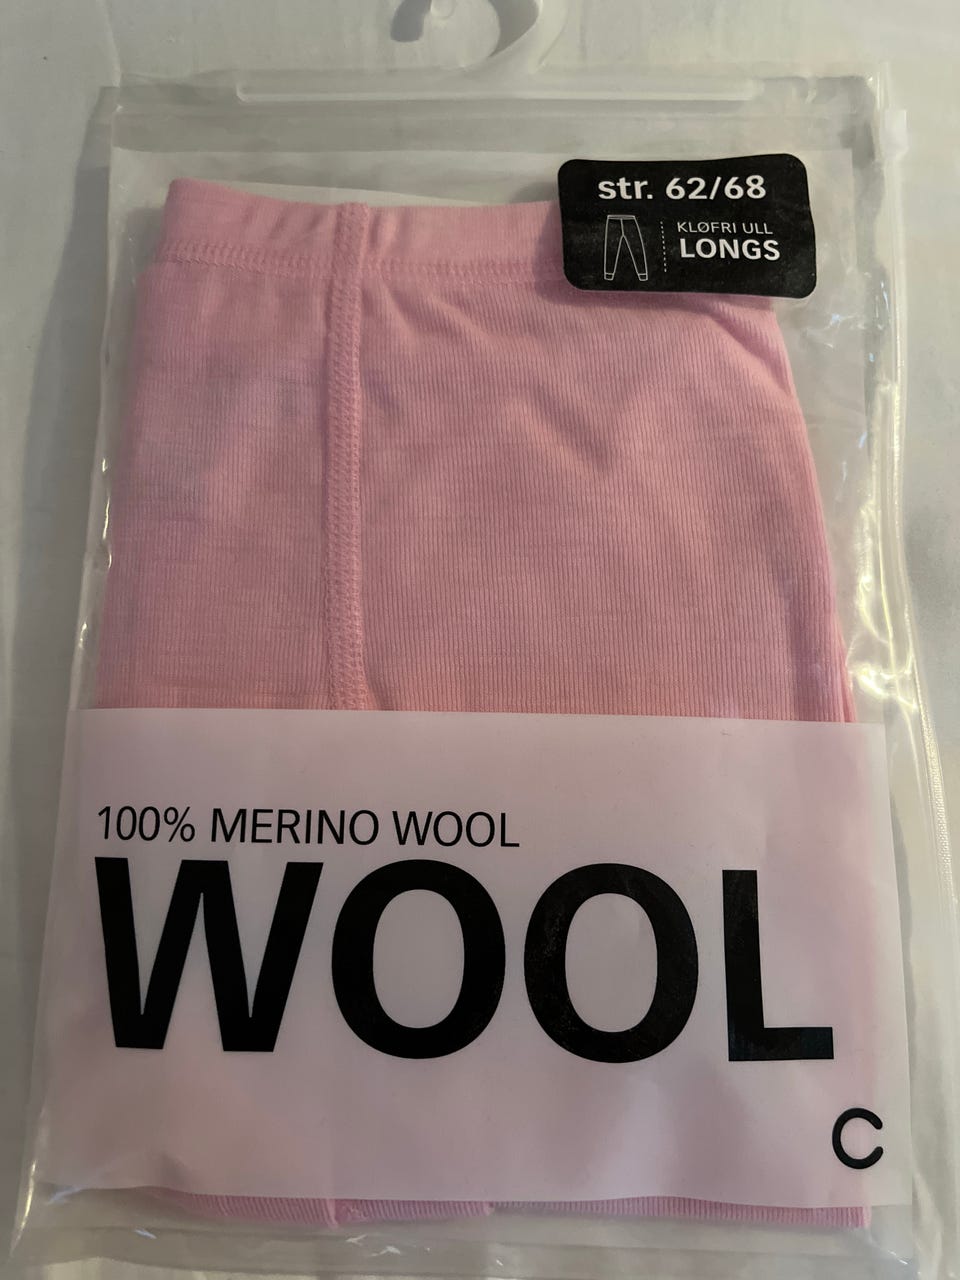 str. 62/68
KLØFRI ULL
LONGS
100% MERINO WOOL
WOOL
C